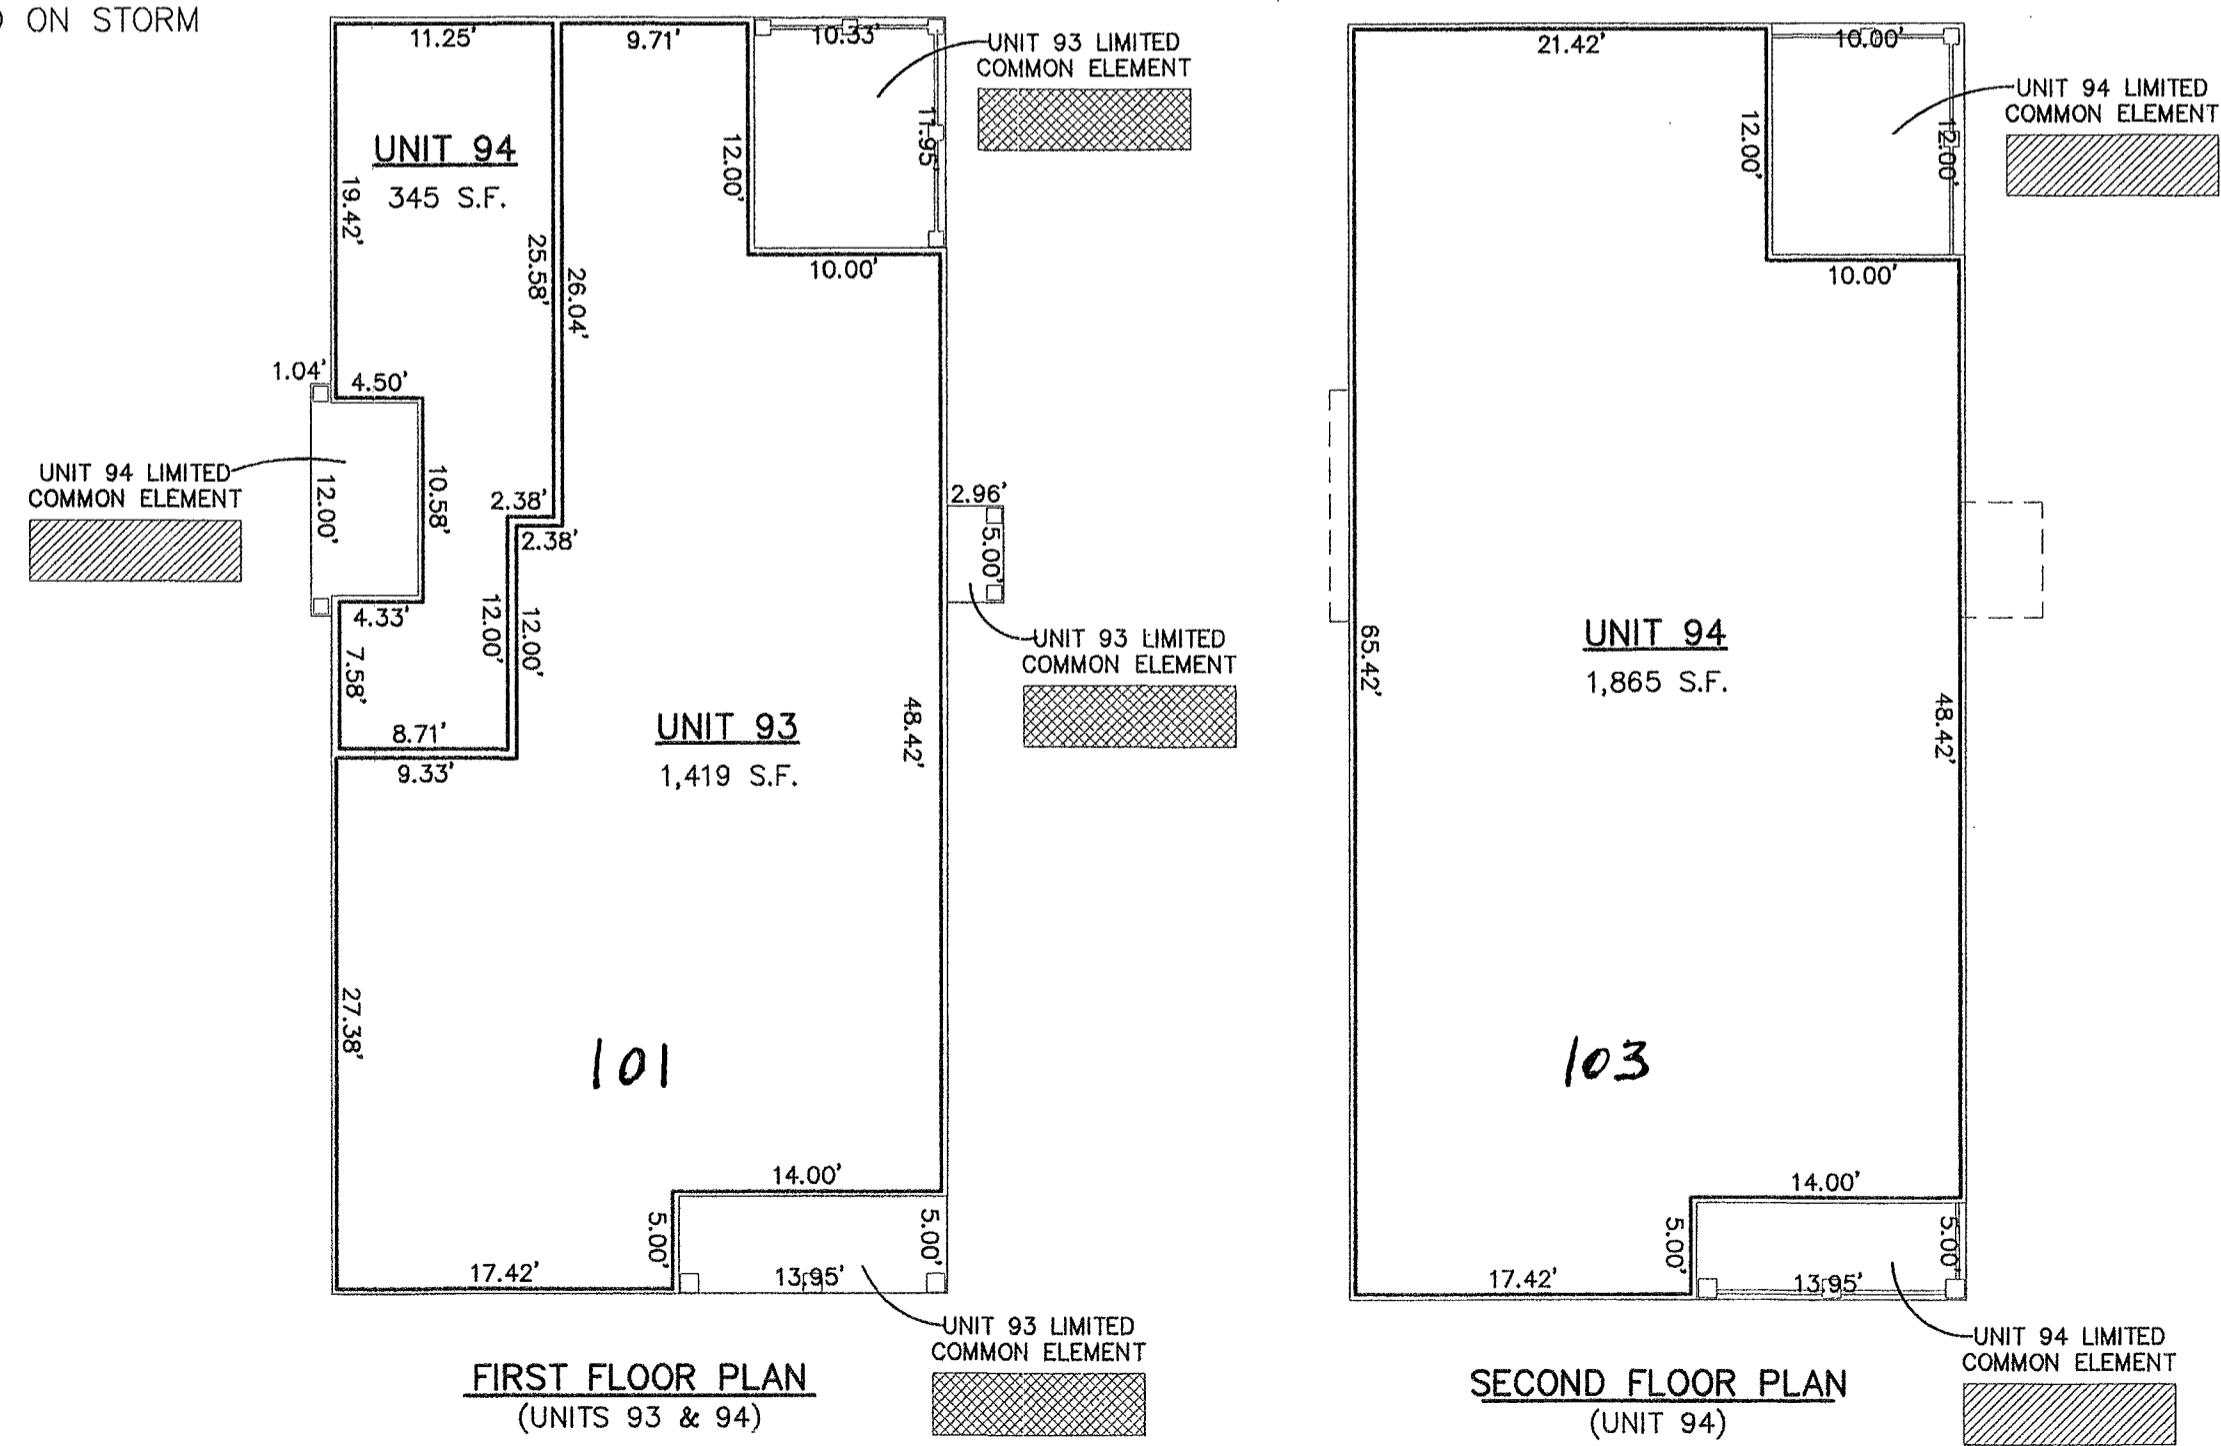 ON STORM
11.25'
9.71'
10.33'
UNIT 93 LIMITED
COMMON ELEMENT
UNIT 94
345 S.F.
19.42'
25.58'
26.04'
12.00'
11.95
10.00'
1.04'
4.50'
UNIT 94 LIMITED
COMMON ELEMENT
12.00'
10.58'
2.38'
2.38'
4.33'
7.58'
12.00'
12.00'
8.71'
9.33'
2.96'
5.00'
UNIT 93 LIMITED
COMMON ELEMENT
UNIT 93
1,419 S.F.
48.42'
27.38'
101
14.00'
5.00'
5.00'
17.42'
13.95'
UNIT 93 LIMITED
COMMON ELEMENT
FIRST FLOOR PLAN
(UNITS 93 & 94)
21.42'
10.00'
12.00'
12.00'
UNIT 94 LIMITED
COMMON ELEMENT
10.00'
65.42'
UNIT 94
1,865 S.F.
48.42'
103
14.00'
5.00'
5.00'
17.42'
13.95'
UNIT 94 LIMITED
COMMON ELEMENT
SECOND FLOOR PLAN
(UNIT 94)